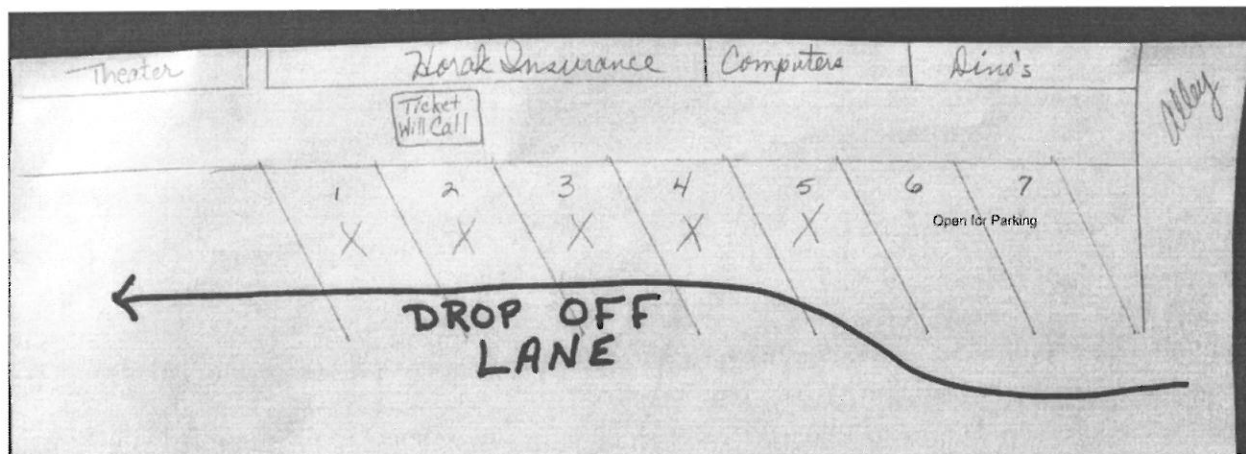 Theater
Horak Insurance
Computers
Dino's
Alley
Ticket
Will Call
1 2 3 4 5 6 7
X X X X X
Open for Parking
DROP OFF
LANE